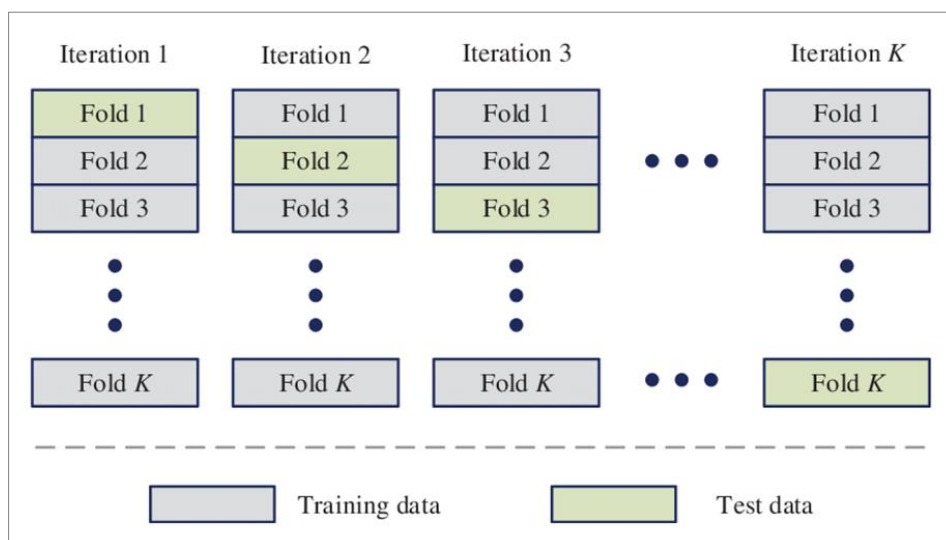 Iteration 1
Iteration 2
Iteration 3
Iteration K
Fold 1
Fold 1
Fold 1
Fold 1
Fold 2
Fold 2
Fold 2
Fold 2
Fold 3
Fold 3
Fold 3
Fold 3
Fold K
Fold K
Fold K
Fold K
Training data
Test data